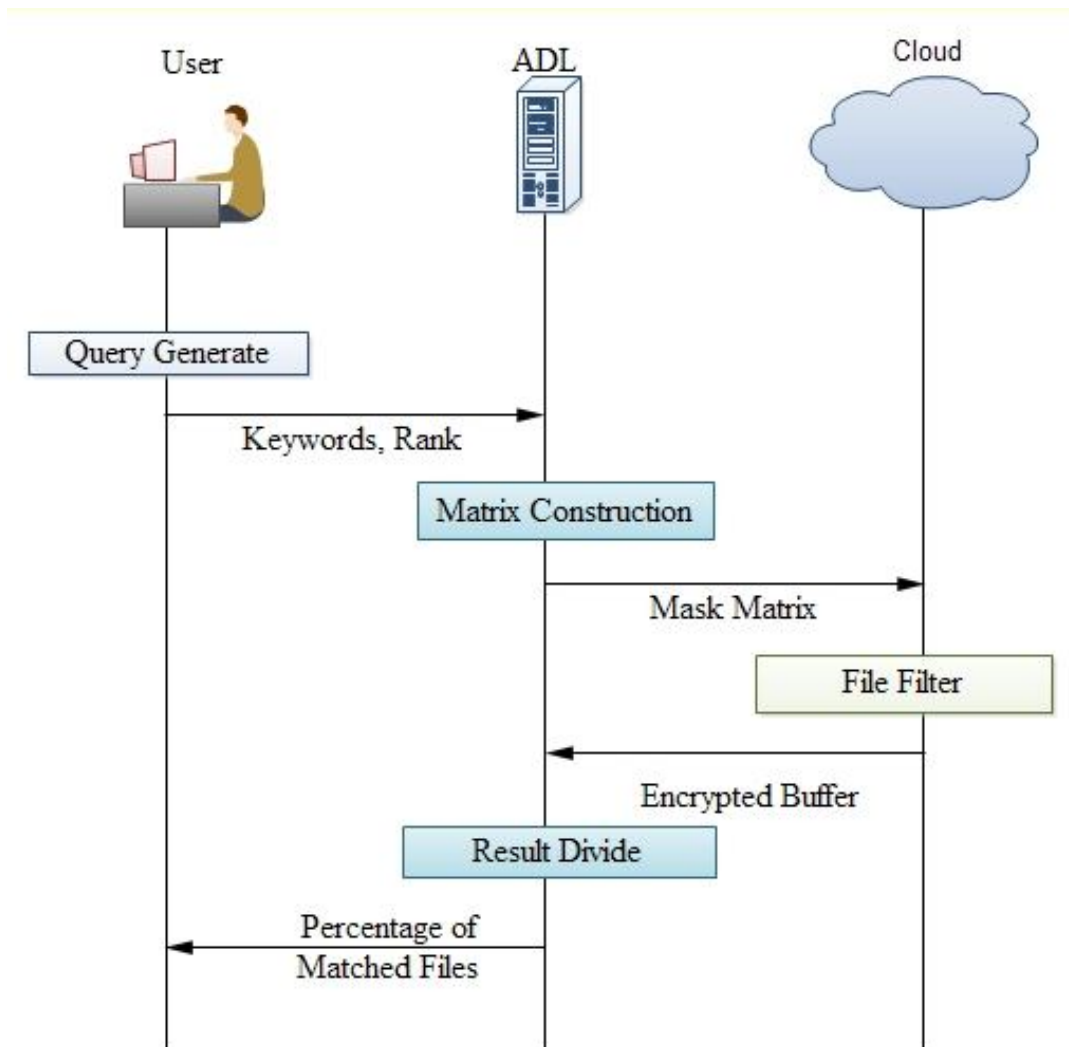 User
ADL
Cloud
Query Generate
Keywords, Rank
Matrix Construction
Mask Matrix
File Filter
Encrypted Buffer
Result Divide
Percentage of
Matched Files